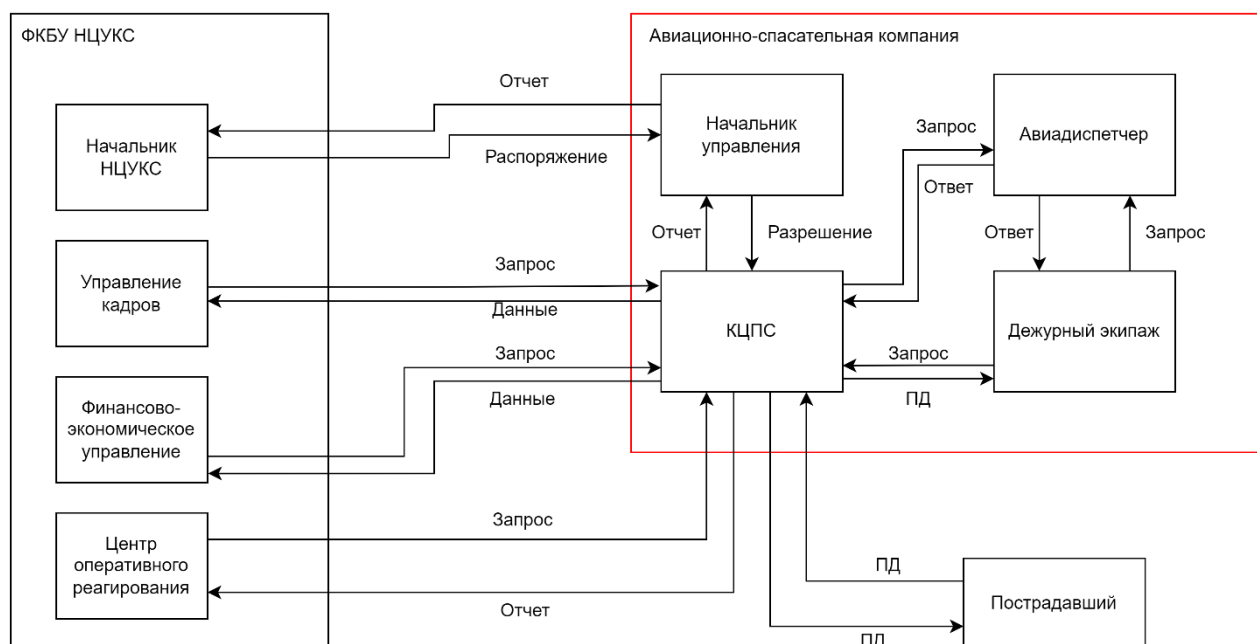 ФКБУ НЦУКС
Авиационно-спасательная компания
Отчет
Начальник
НЦУКС
Распоряжение
Начальник
управления
Запрос
Авиадиспетчер
Ответ
Отчет
Разрешение
Ответ
Запрос
Управление
кадров
Запрос
Данные
КЦПС
Дежурный экипаж
Запрос
Запрос
ПД
Данные
Финансово-
экономическое
управление
Запрос
Центр
оперативного
реагирования
Отчет
ПД
Пострадавший
ПД